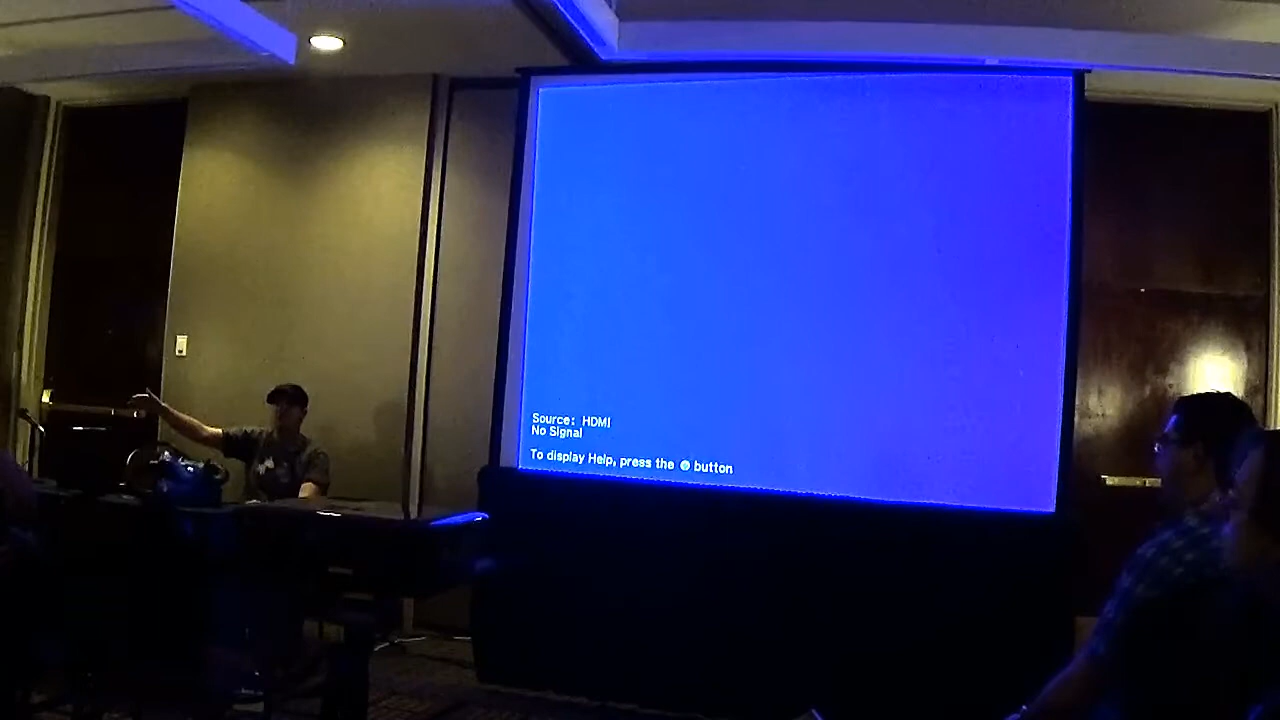 Source: HDMI
No Signal
To display Help, press the button